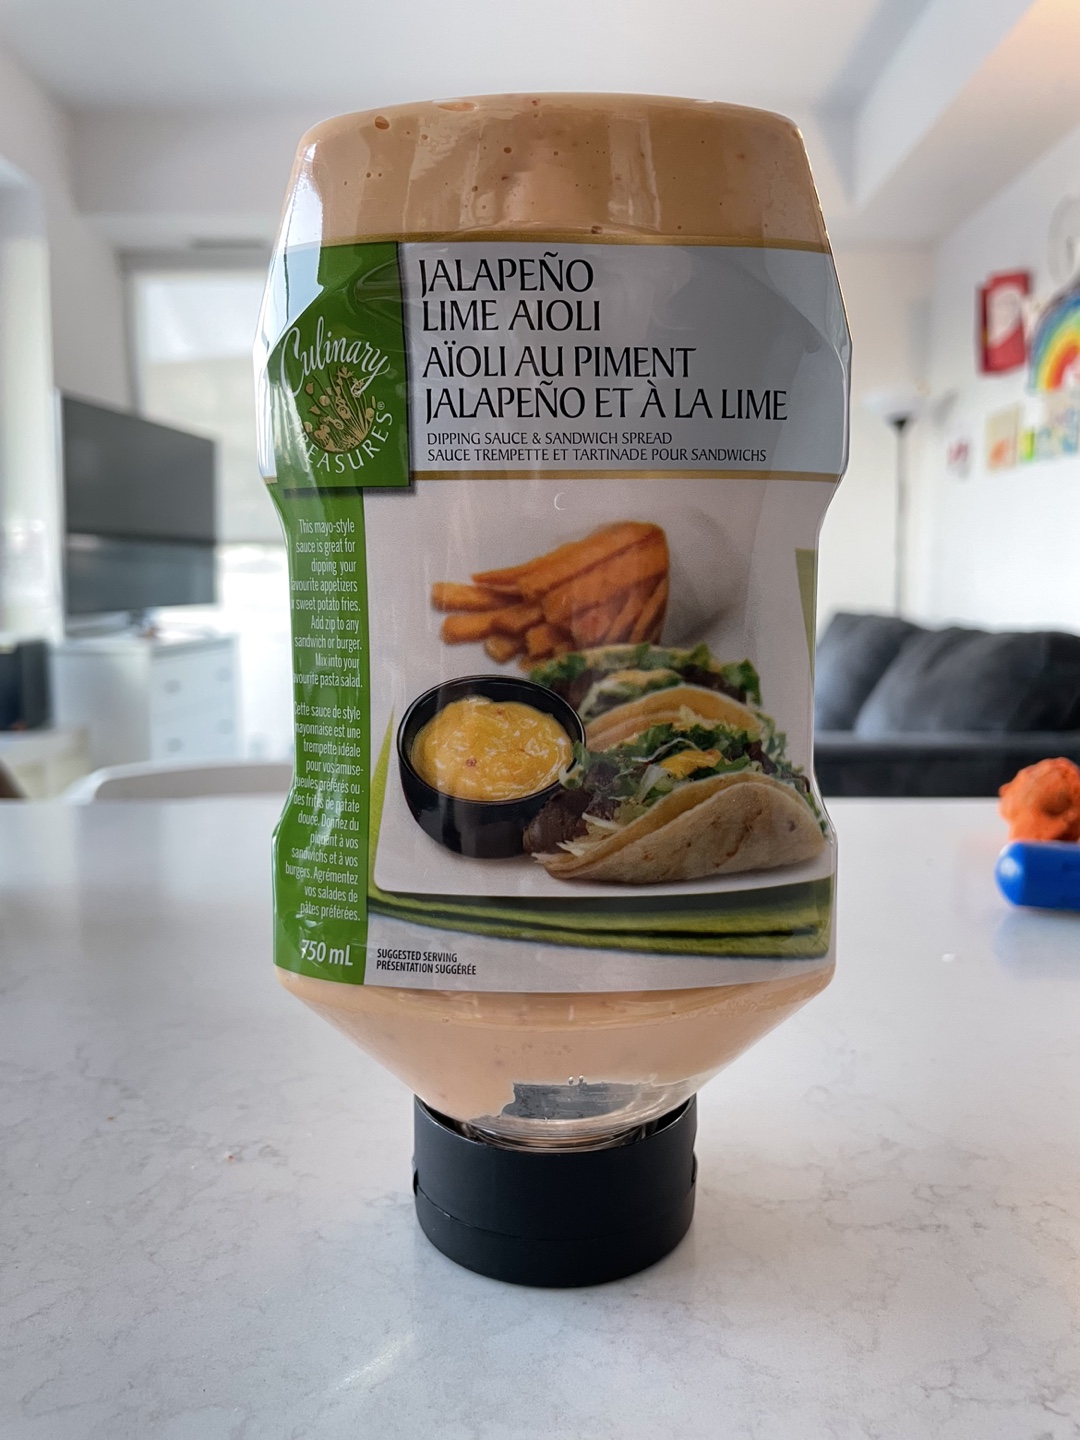 JALAPEÑO
LIME AIOLI
AÏOLI AU PIMENT
JALAPEÑO ET À LA LIME
DIPPING SAUCE & SANDWICH SPREAD
SAUCE TREMPETTE ET TARTINADE POUR SANDWICHS
Culinary
TREASURES®
This mayo-style
sauce is great for
dipping your
favourite appetizers
or sweet potato fries.
Add zip to any
sandwich or burger.
Mix into your
favourite pasta salad.
Cette sauce de style
mayonnaise est une
trempette idéale
pour vos amuse-
gueules préférés ou
des frites de patate
douce. Donnez du
piquant à vos
sandwichs et à vos
burgers. Agrémentez
vos salades de
pâtes préférées.
750 mL
SUGGESTED SERVING
PRÉSENTATION SUGGÉRÉE